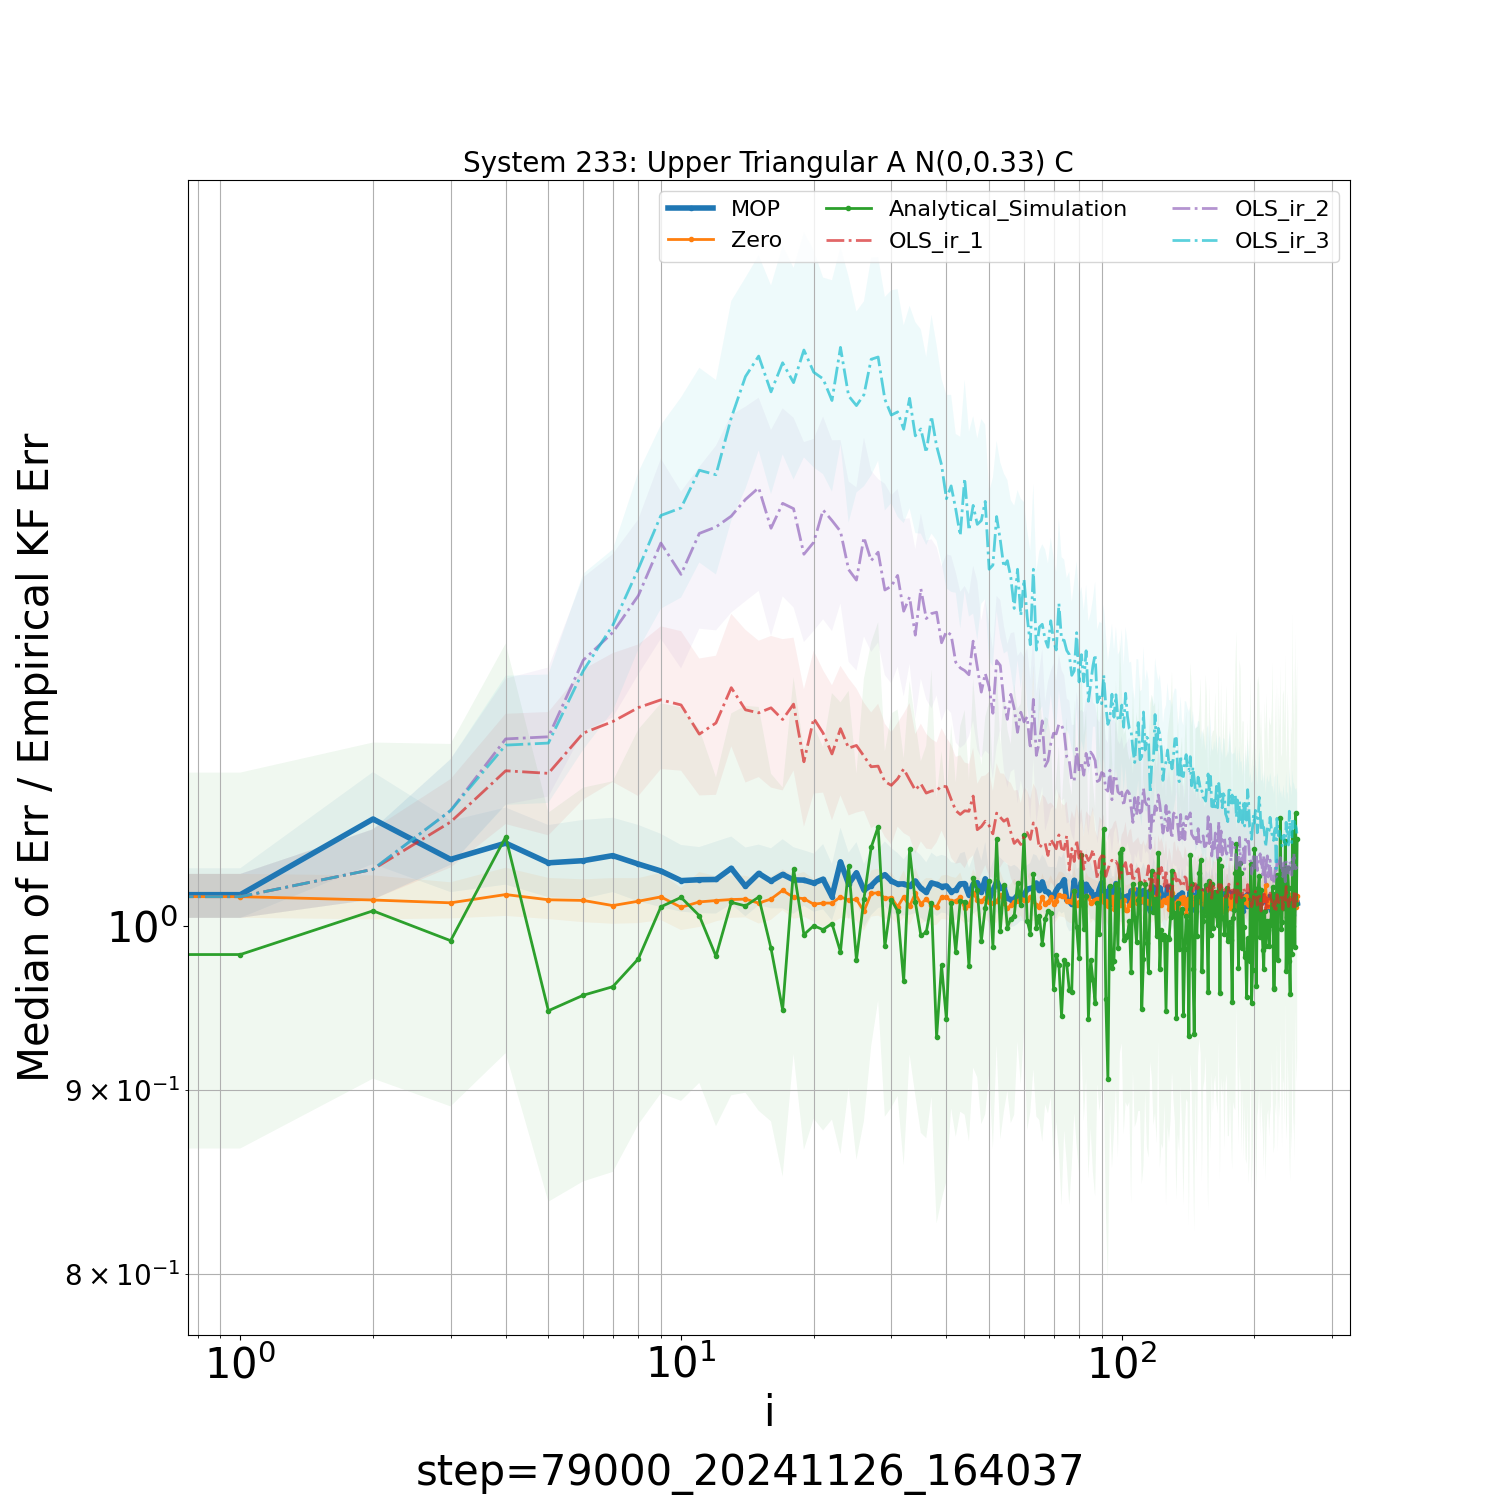 System 233: Upper Triangular A N(0,0.33) C
MOP
Zero
Analytical_Simulation
OLS_ir_1
OLS_ir_2
OLS_ir_3
Median of Err / Empirical KF Err
10⁰
9 × 10⁻¹
8 × 10⁻¹
10⁰ 10¹ 10²
i
step=79000_20241126_164037